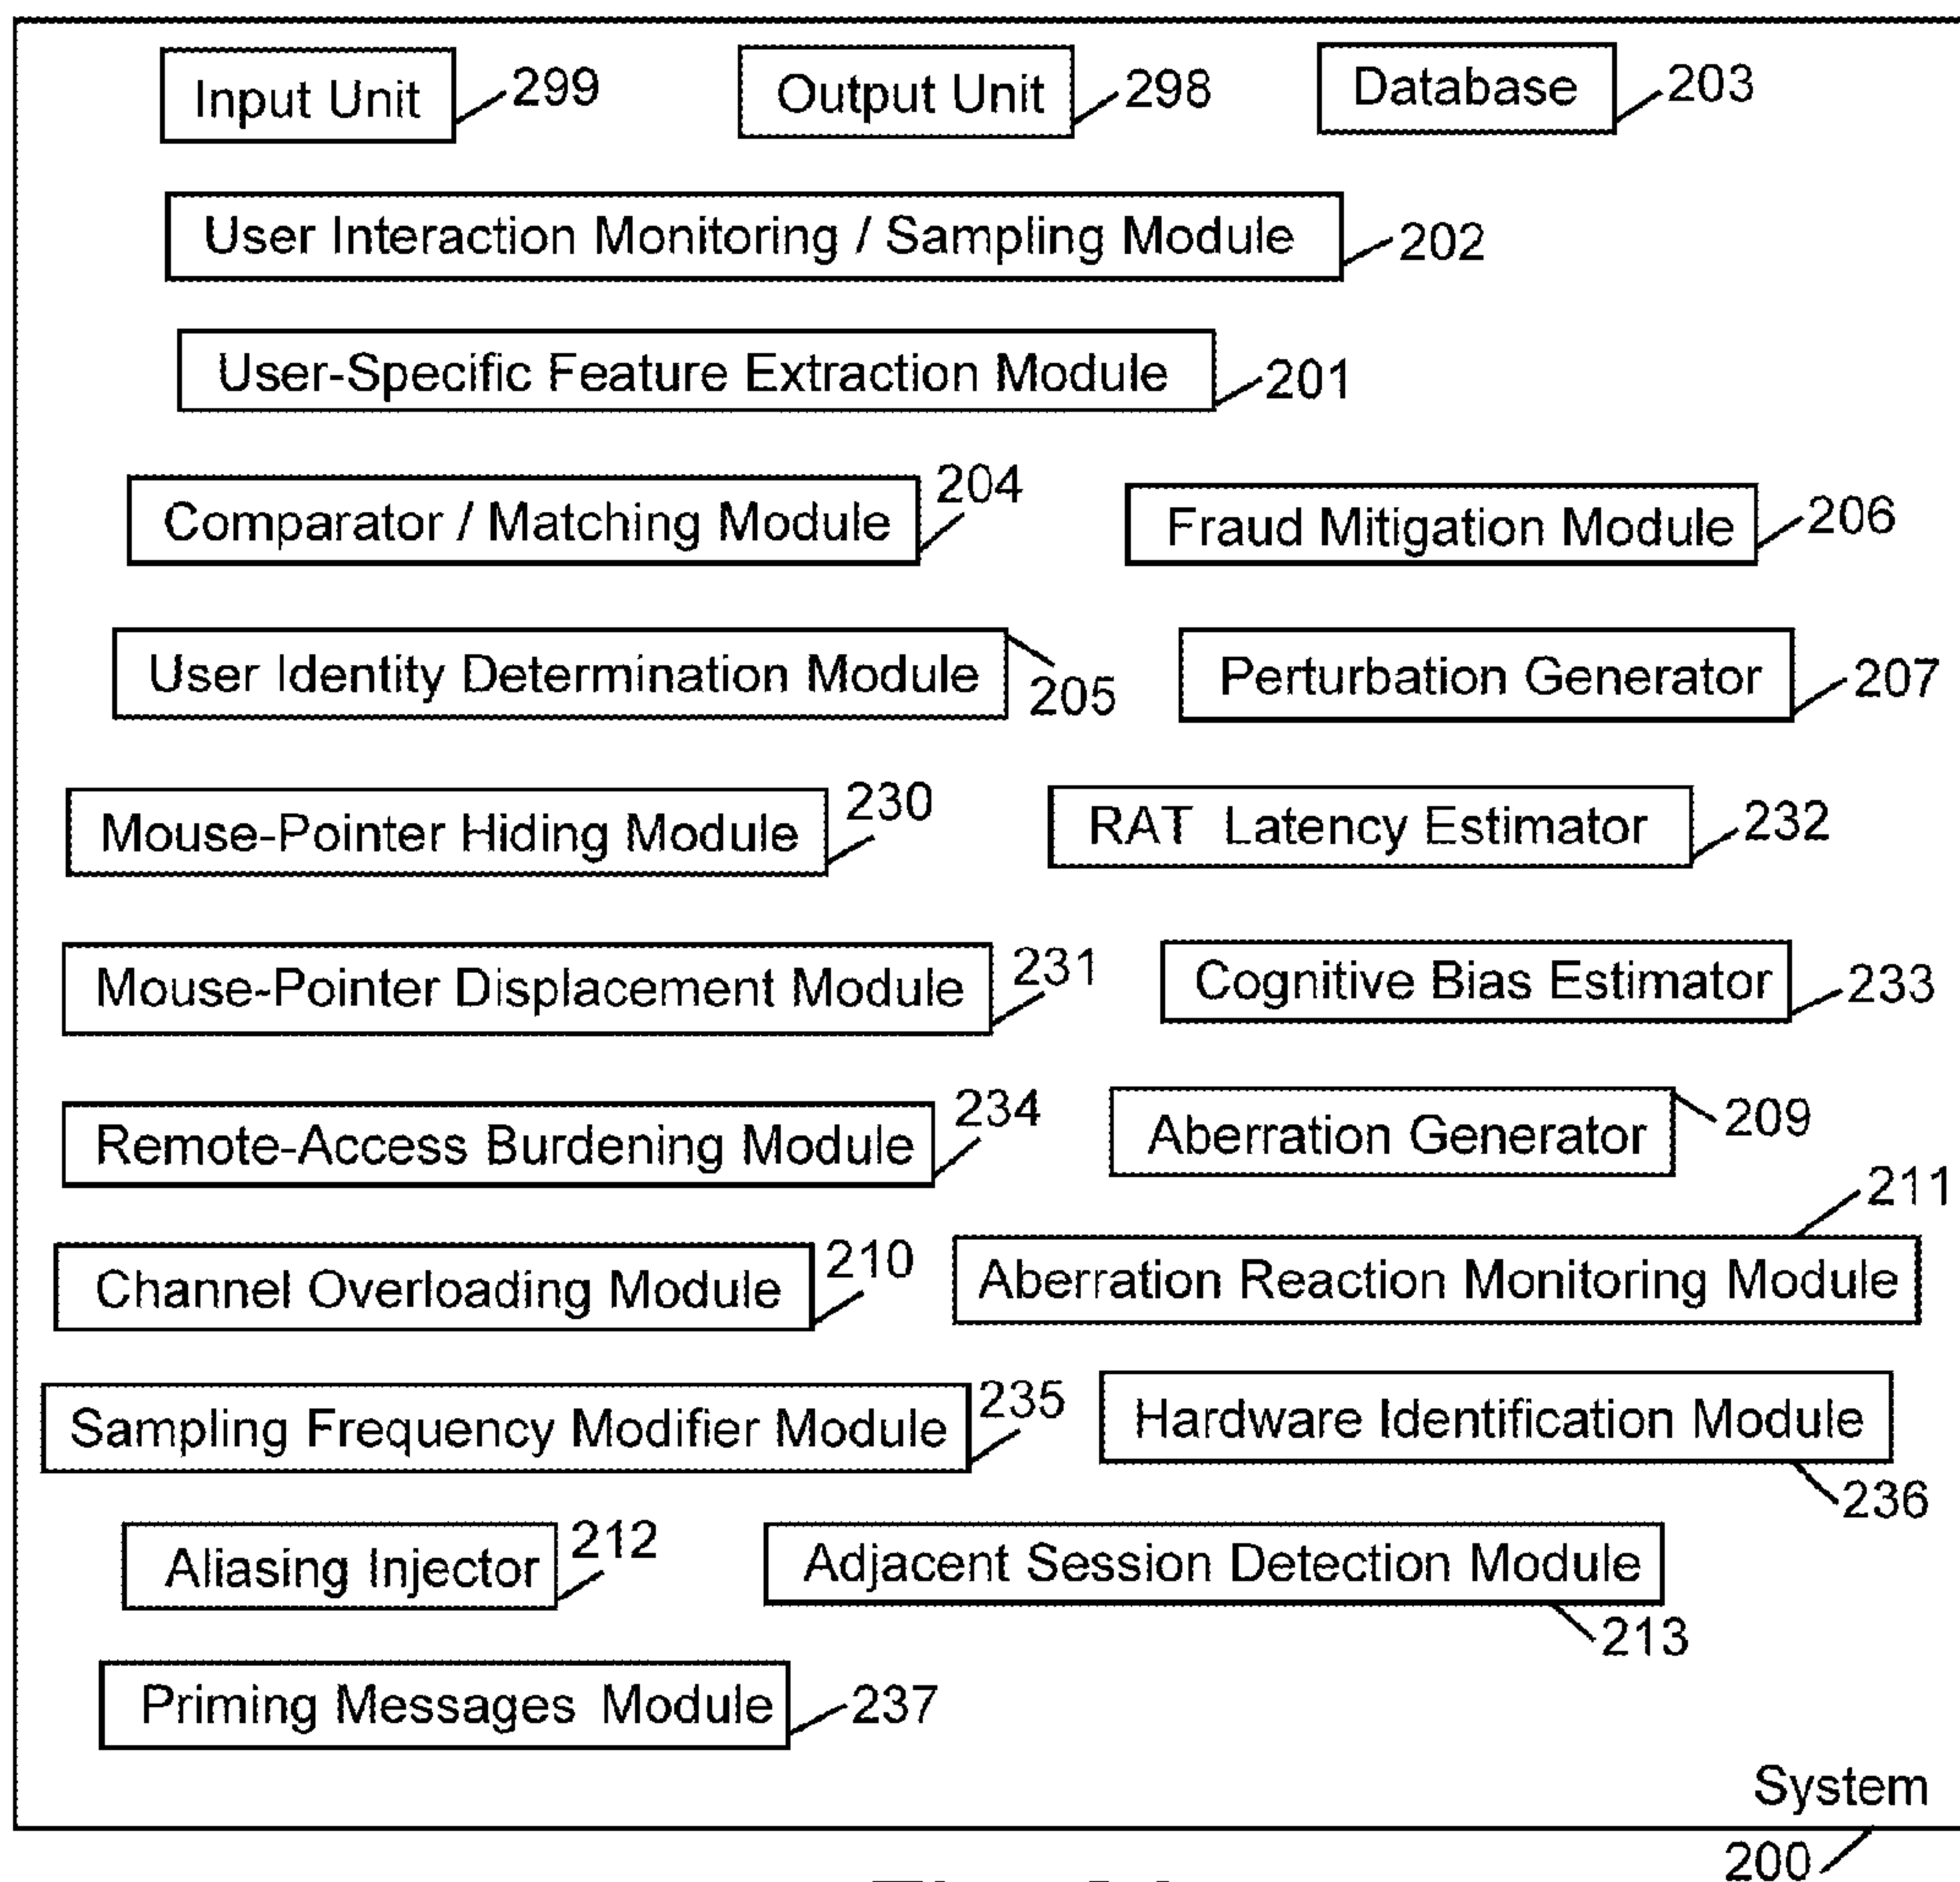 Input Unit 299 Output Unit 298 Database 203
User Interaction Monitoring / Sampling Module 202
User-Specific Feature Extraction Module 201
Comparator / Matching Module 204 Fraud Mitigation Module 206
User Identity Determination Module 205 Perturbation Generator 207
Mouse-Pointer Hiding Module 230 RAT Latency Estimator 232
Mouse-Pointer Displacement Module 231 Cognitive Bias Estimator 233
Remote-Access Burdening Module 234 Aberration Generator 209
Channel Overloading Module 210 Aberration Reaction Monitoring Module 211
Sampling Frequency Modifier Module 235 Hardware Identification Module 236
Aliasing Injector 212 Adjacent Session Detection Module 213
Priming Messages Module 237
System
200